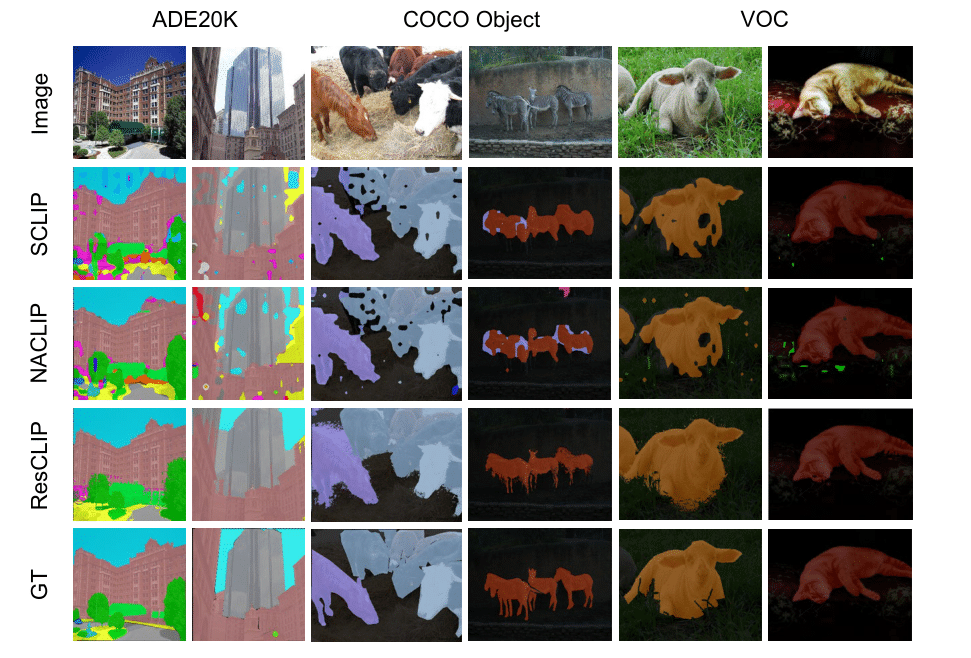 ADE20K COCO Object VOC
Image
SCLIP
NACLIP
ResCLIP
GT